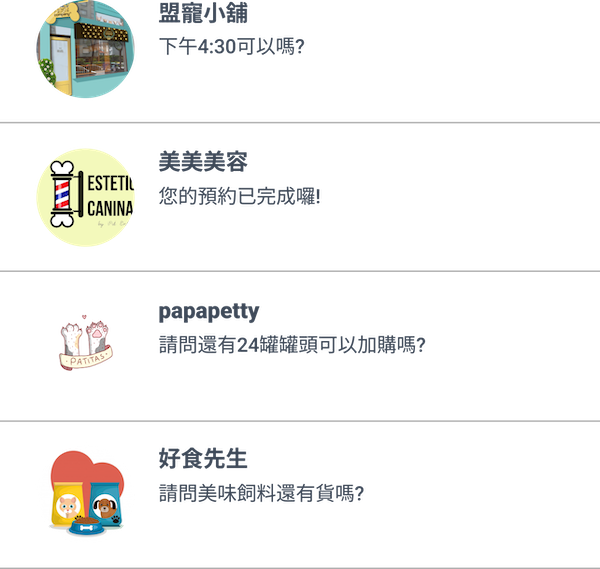 盟寵小舖
下午4:30可以嗎?
美美美容
ESTETIC
CANINA
您的預約已完成囉!
papapetty
PATITAS
請問還有24罐罐頭可以加購嗎?
好食先生
請問美味飼料還有貨嗎?